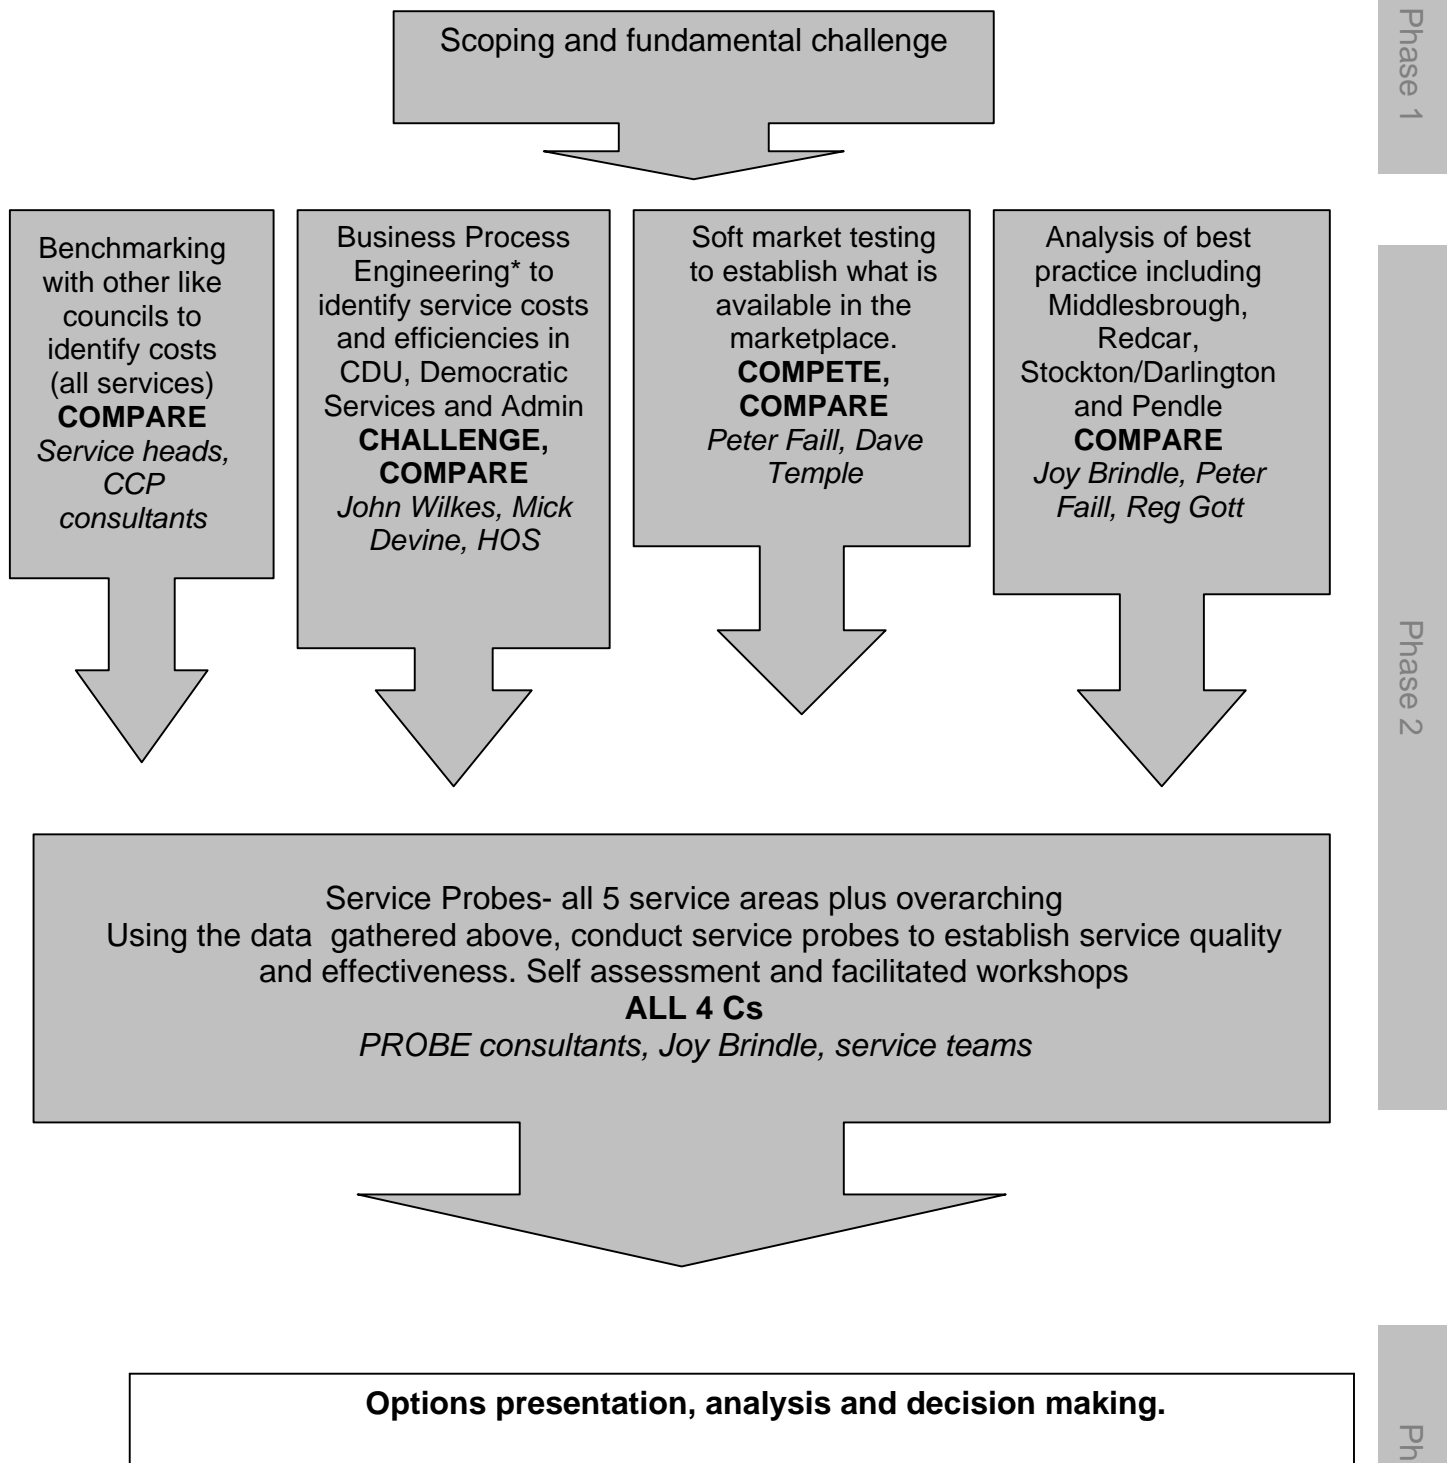 Scoping and fundamental challenge
Phase 1
Benchmarking
with other like
councils to
identify costs
(all services)
COMPARE
Service heads,
CCP
consultants
Business Process
Engineering* to
identify service costs
and efficiencies in
CDU, Democratic
Services and Admin
CHALLENGE,
COMPARE
John Wilkes, Mick
Devine, HOS
Soft market testing
to establish what is
available in the
marketplace.
COMPETE,
COMPARE
Peter Faill, Dave
Temple
Analysis of best
practice including
Middlesbrough,
Redcar,
Stockton/Darlington
and Pendle
COMPARE
Joy Brindle, Peter
Faill, Reg Gott
Phase 2
Service Probes- all 5 service areas plus overarching
Using the data  gathered above, conduct service probes to establish service quality
and effectiveness. Self assessment and facilitated workshops
ALL 4 Cs
PROBE consultants, Joy Brindle, service teams
Options presentation, analysis and decision making.
Ph